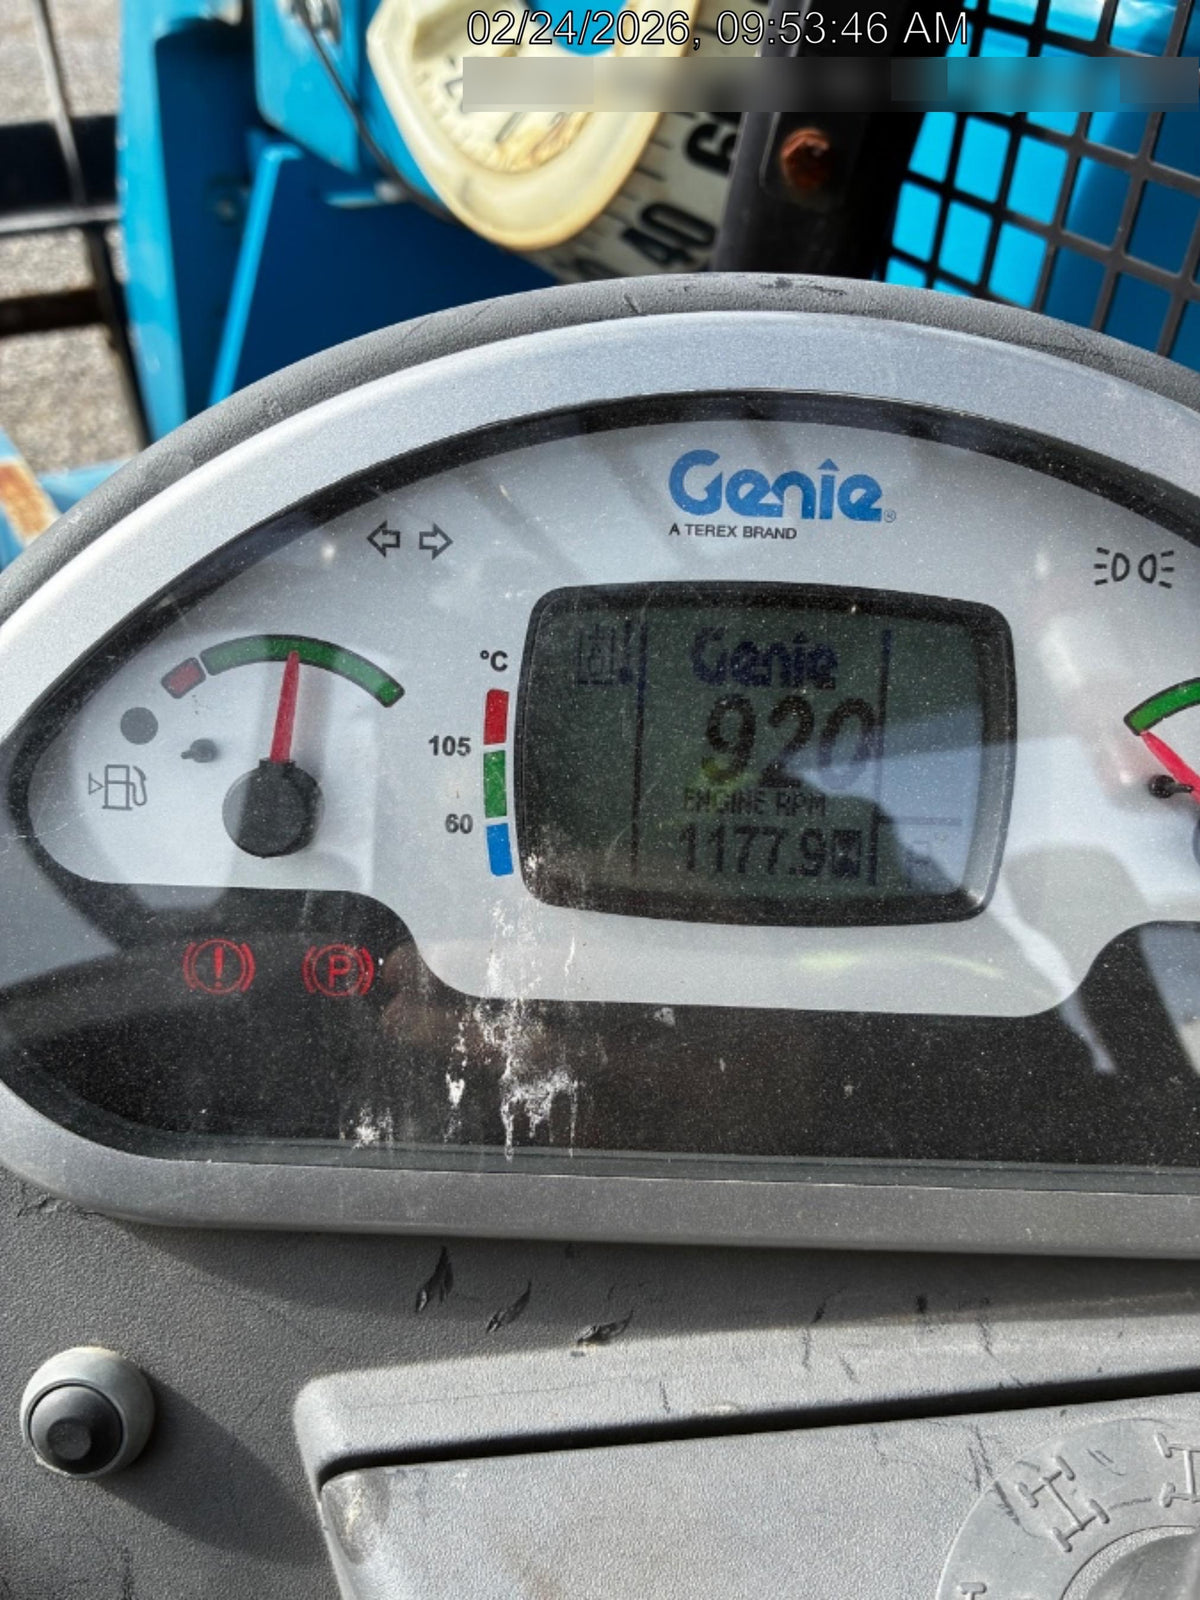 02/24/2026, 09:53:46 AM
60
40
Genie
A TEREX BRAND
°C
105
60
Genie
920
ENGINE RPM
1177.9
P